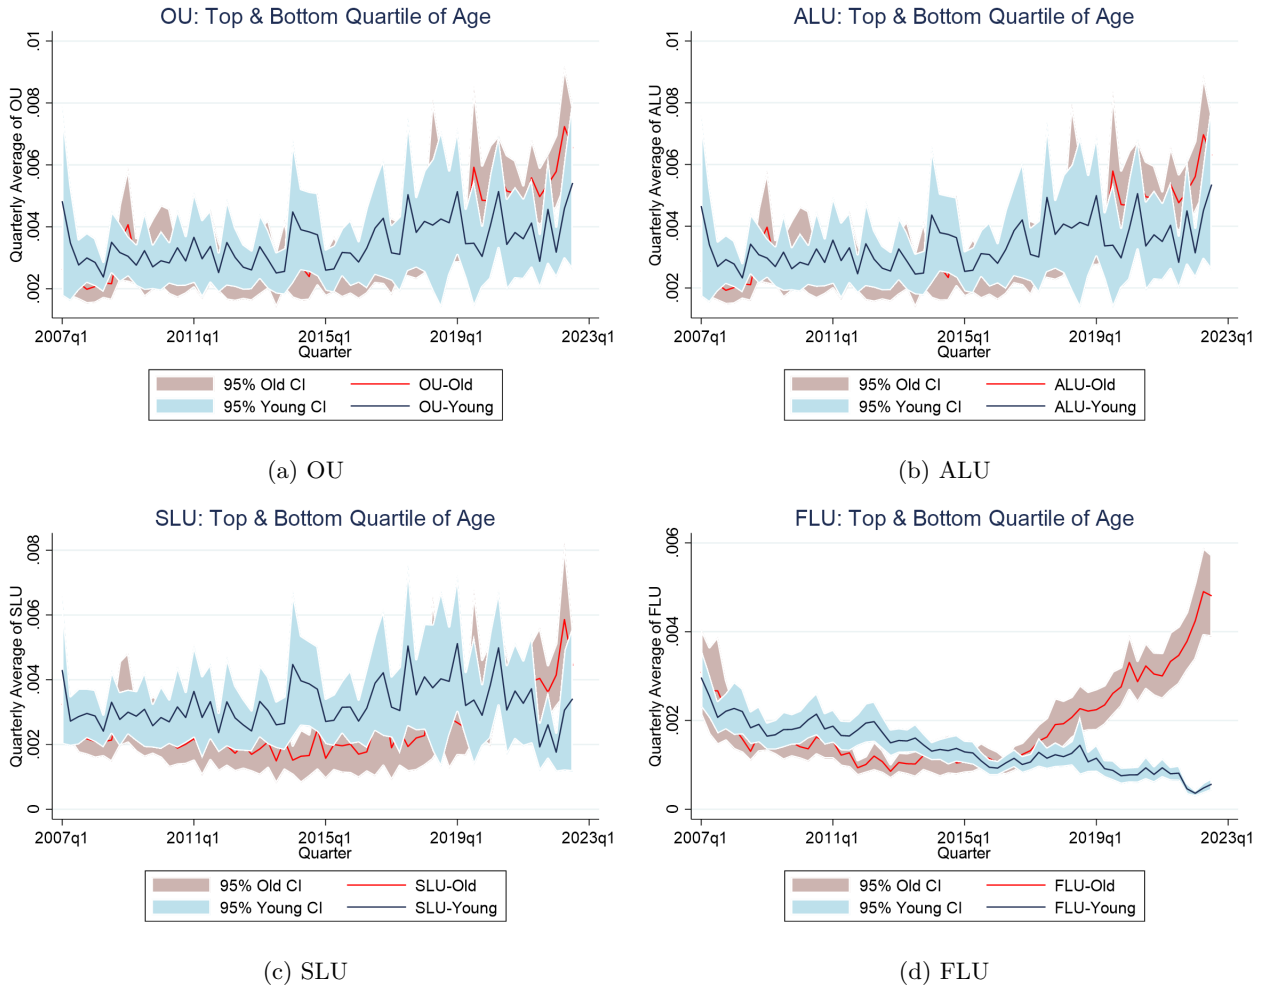 OU: Top & Bottom Quartile of Age
Quarterly Average of OU
.01
.008
.006
.004
.002
2007q1 2011q1 2015q1 2019q1 2023q1
Quarter
95% Old CI OU-Old
95% Young CI OU-Young
(a) OU
ALU: Top & Bottom Quartile of Age
Quarterly Average of ALU
.01
.008
.006
.004
.002
2007q1 2011q1 2015q1 2019q1 2023q1
Quarter
95% Old CI ALU-Old
95% Young CI ALU-Young
(b) ALU
SLU: Top & Bottom Quartile of Age
Quarterly Average of SLU
.008
.006
.004
.002
0
2007q1 2011q1 2015q1 2019q1 2023q1
Quarter
95% Old CI SLU-Old
95% Young CI SLU-Young
(c) SLU
FLU: Top & Bottom Quartile of Age
Quarterly Average of FLU
.006
.004
.002
0
2007q1 2011q1 2015q1 2019q1 2023q1
Quarter
95% Old CI FLU-Old
95% Young CI FLU-Young
(d) FLU